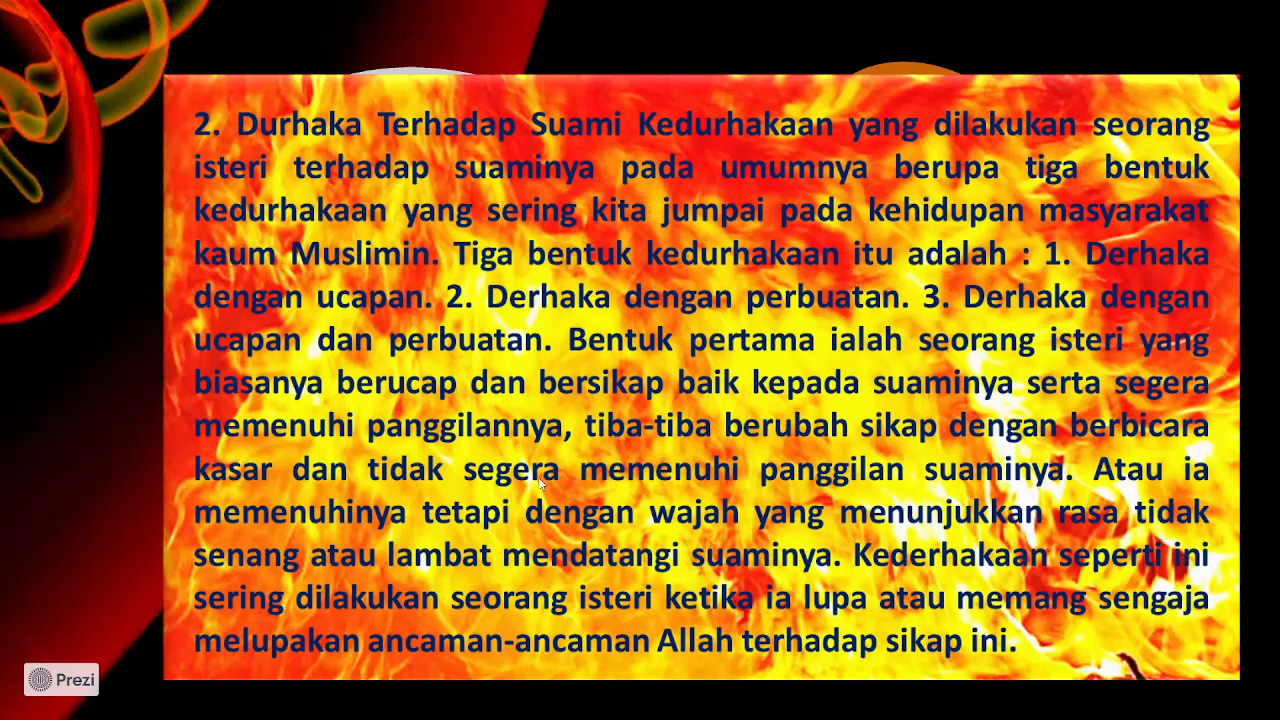 2. Durhaka Terhadap Suami Kedurhakaan yang dilakukan seorang
isteri terhadap suaminya pada umumnya berupa tiga bentuk
kedurhakaan yang sering kita jumpai pada kehidupan masyarakat
kaum Muslimin. Tiga bentuk kedurhakaan itu adalah : 1. Derhaka
dengan ucapan. 2. Derhaka dengan perbuatan. 3. Derhaka dengan
ucapan dan perbuatan. Bentuk pertama ialah seorang isteri yang
biasanya berucap dan bersikap baik kepada suaminya serta segera
memenuhi panggilannya, tiba-tiba berubah sikap dengan berbicara
kasar dan tidak segera memenuhi panggilan suaminya. Atau ia
memenuhinya tetapi dengan wajah yang menunjukkan rasa tidak
senang atau lambat mendatangi suaminya. Kederhakaan seperti ini
sering dilakukan seorang isteri ketika ia lupa atau memang sengaja
melupakan ancaman-ancaman Allah terhadap sikap ini.
Prezi